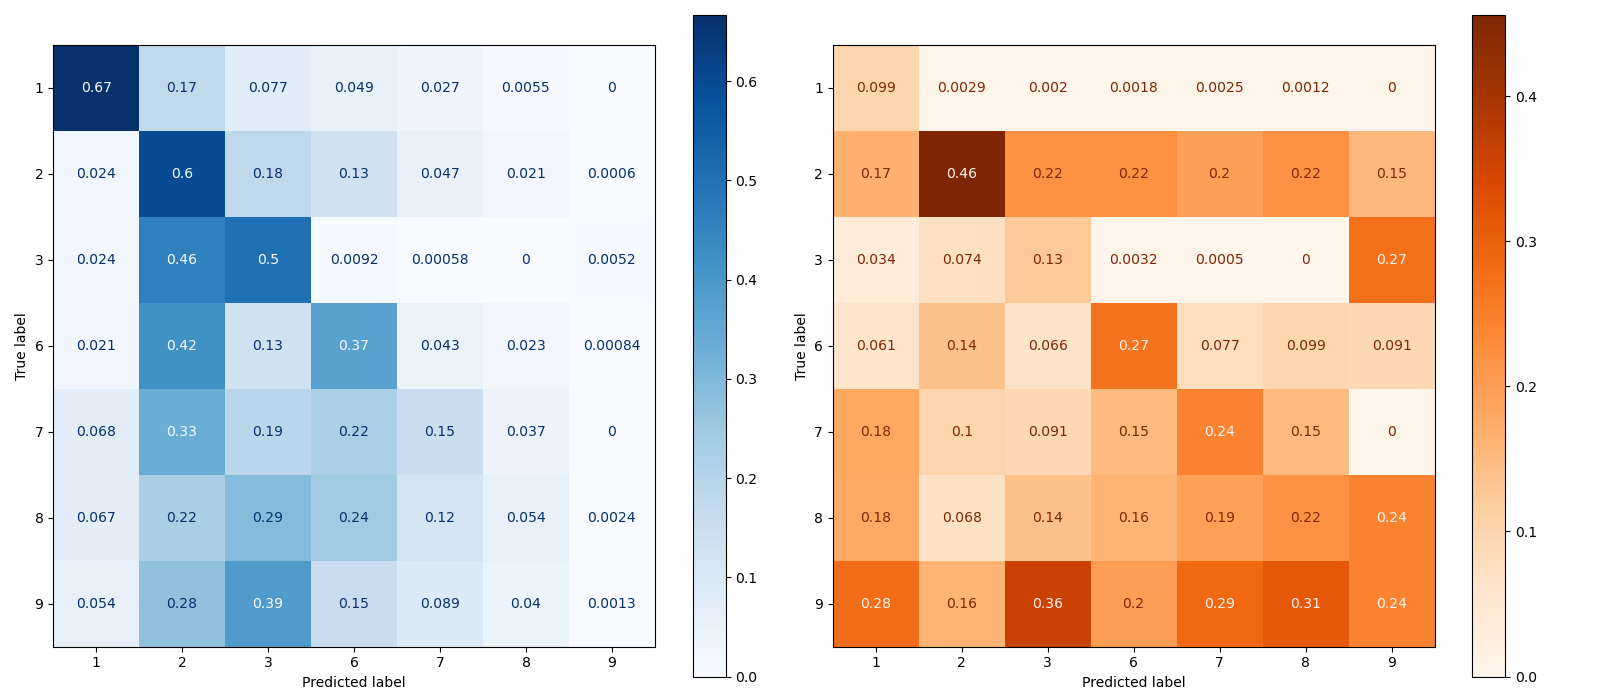 1 0.67 0.17 0.077 0.049 0.027 0.0055 0
2 0.024 0.6 0.18 0.13 0.047 0.021 0.0006
3 0.024 0.46 0.5 0.0092 0.00058 0 0.0052
6 0.021 0.42 0.13 0.37 0.043 0.023 0.00084
7 0.068 0.33 0.19 0.22 0.15 0.037 0
8 0.067 0.22 0.29 0.24 0.12 0.054 0.0024
9 0.054 0.28 0.39 0.15 0.089 0.04 0.0013
1 2 3 6 7 8 9
Predicted label
True label
0.6
0.5
0.4
0.3
0.2
0.1
0.0
1 0.099 0.0029 0.002 0.0018 0.0025 0.0012 0
2 0.17 0.46 0.22 0.22 0.2 0.22 0.15
3 0.034 0.074 0.13 0.0032 0.0005 0 0.27
6 0.061 0.14 0.066 0.27 0.077 0.099 0.091
7 0.18 0.1 0.091 0.15 0.24 0.15 0
8 0.18 0.068 0.14 0.16 0.19 0.22 0.24
9 0.28 0.16 0.36 0.2 0.29 0.31 0.24
1 2 3 6 7 8 9
Predicted label
True label
0.4
0.3
0.2
0.1
0.0